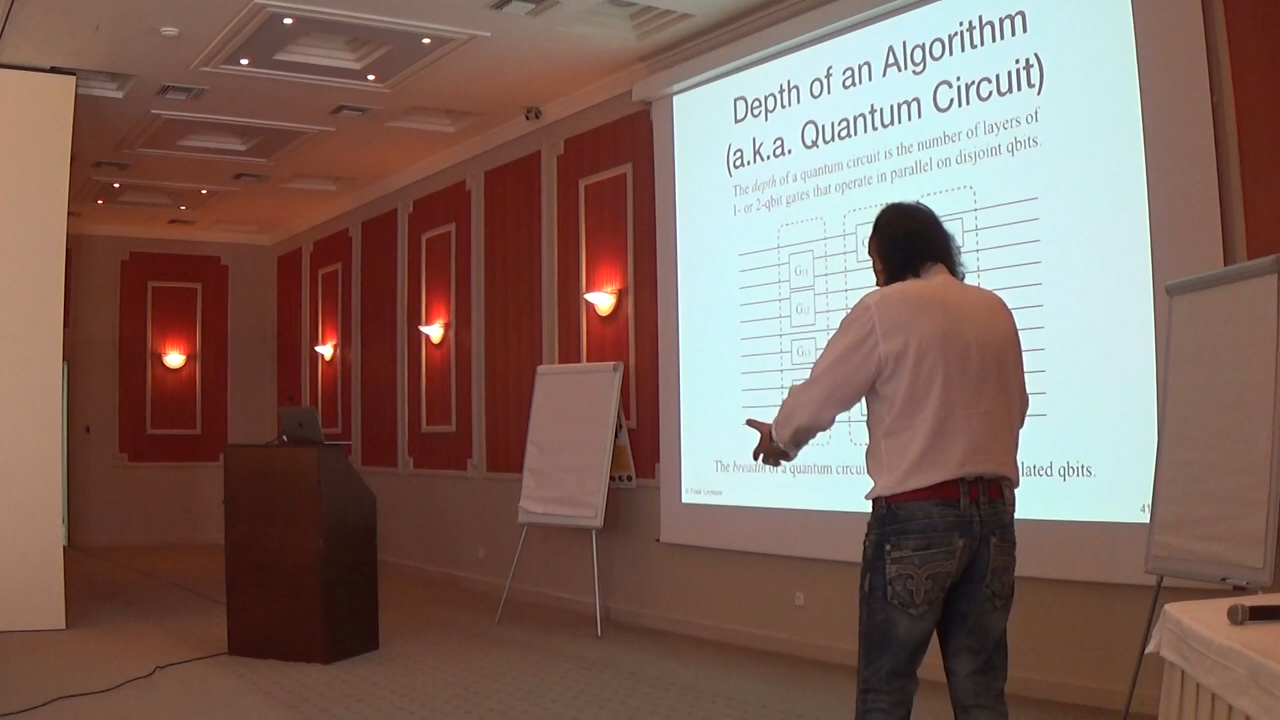 Depth of an Algorithm
(a.k.a. Quantum Circuit)
The depth of a quantum circuit is the number of layers of
1- or 2-qbit gates that operate in parallel on disjoint qbits.
G11
G12
G13
The breadth of a quantum circui lated qbits.
© Frank Leymann
41